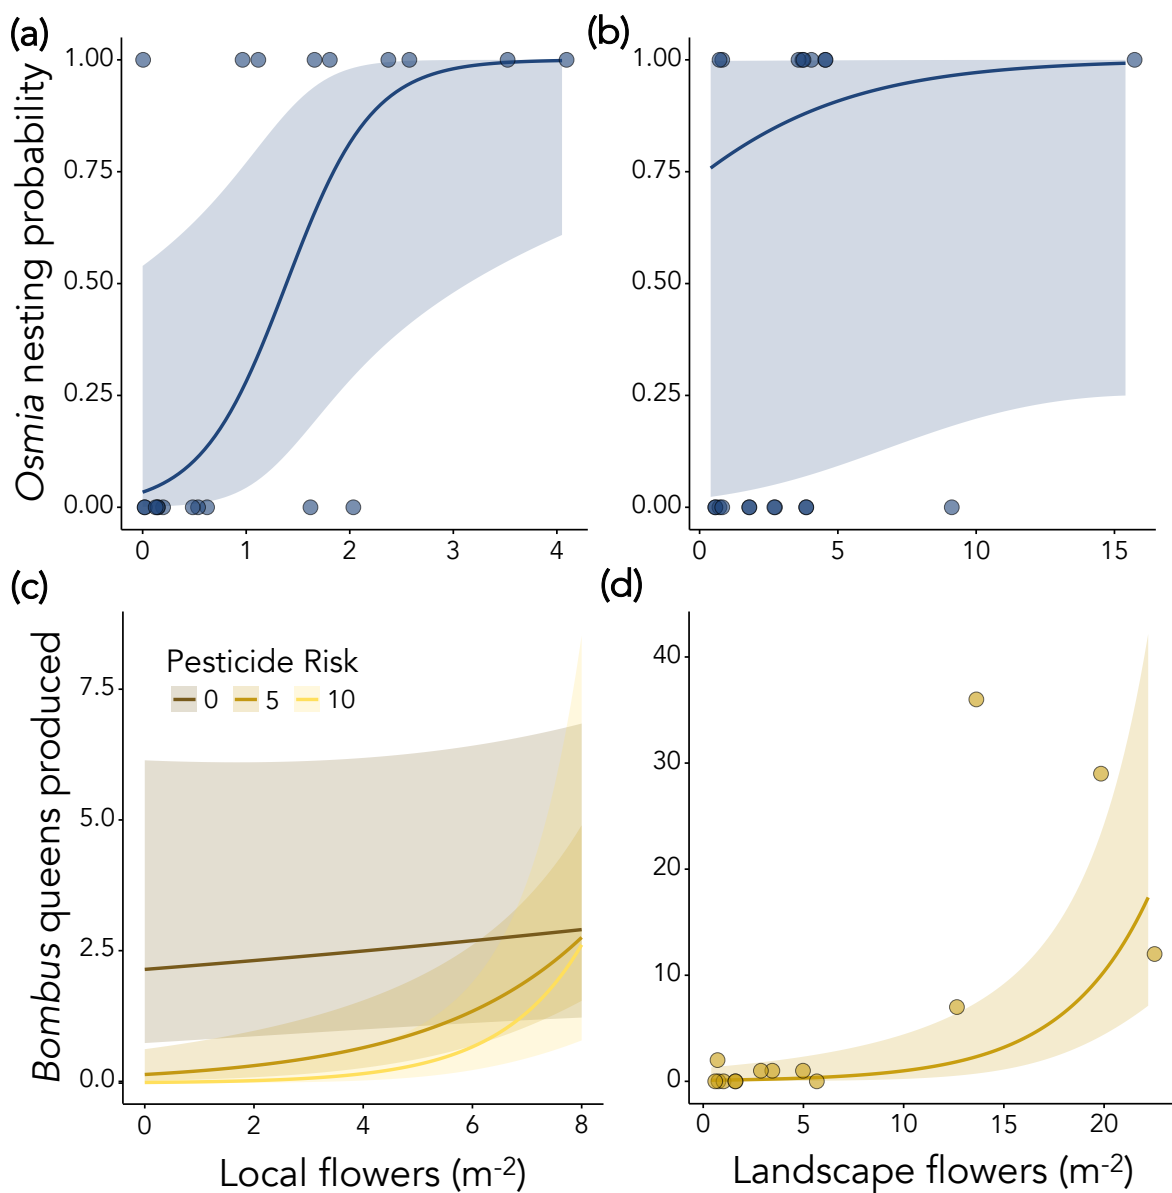 (a)
(b)
Osmia nesting probability
1.00
0.75
0.50
0.25
0.00
0 1 2 3 4
1.00
0.75
0.50
0.25
0.00
0 5 10 15
(c)
(d)
Bombus queens produced
Pesticide Risk
0 5 10
7.5
5.0
2.5
0.0
0 2 4 6 8
Local flowers (m-2)
40
30
20
10
0
0 5 10 15 20
Landscape flowers (m-2)